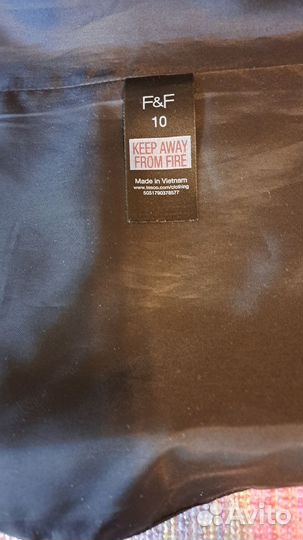 F&F
10
KEEP AWAY
FROM FIRE
Made in Vietnam
www.tesco.com/clothing
5051790378577
Avito